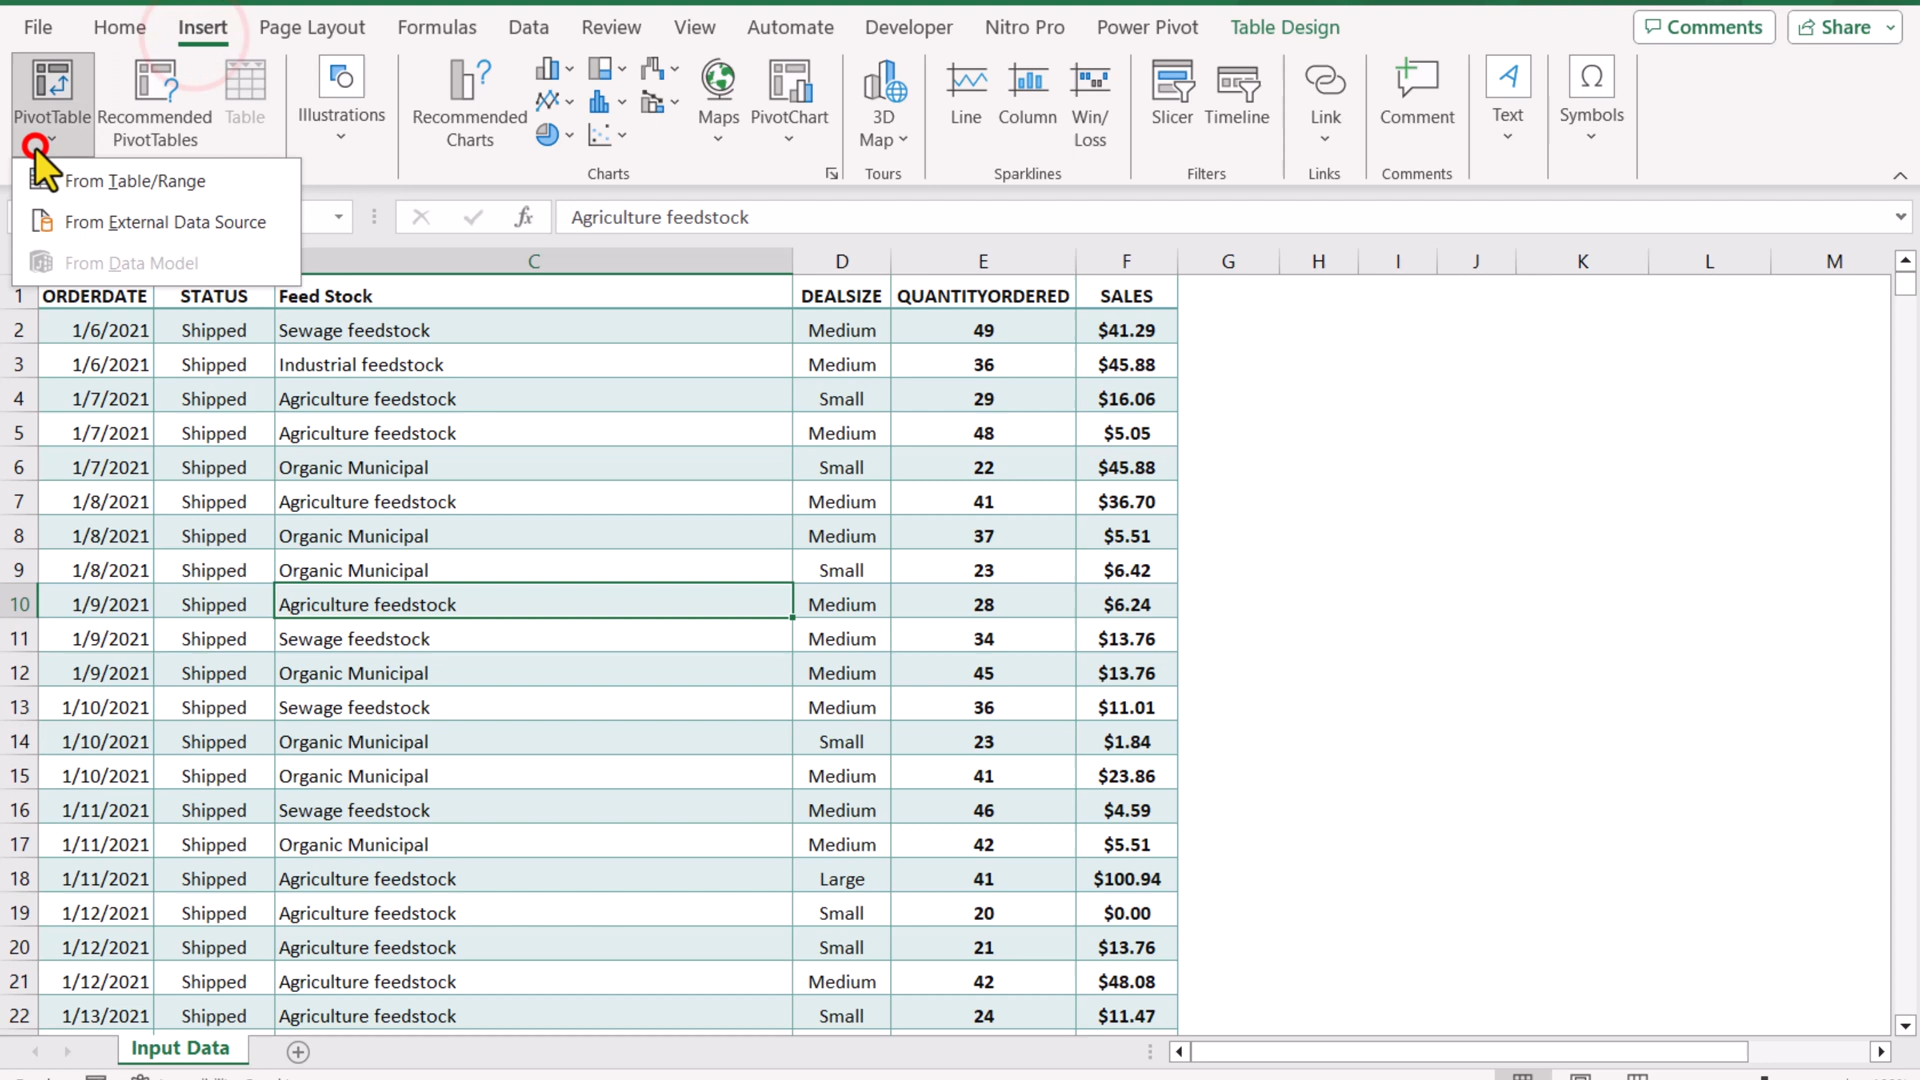 File Home Insert Page Layout Formulas Data Review View Automate Developer Nitro Pro Power Pivot Table Design Comments Share
PivotTable Recommended PivotTables Table Illustrations Recommended Charts Maps PivotChart 3D Map Line Column Win/Loss Slicer Timeline Link Comment Text Symbols
Charts Tours Sparklines Filters Links Comments
From Table/Range
From External Data Source
From Data Model
fx Agriculture feedstock
C D E F G H I J K L M
1 ORDERDATE STATUS Feed Stock DEALSIZE QUANTITYORDERED SALES
2 1/6/2021 Shipped Sewage feedstock Medium 49 $41.29
3 1/6/2021 Shipped Industrial feedstock Medium 36 $45.88
4 1/7/2021 Shipped Agriculture feedstock Small 29 $16.06
5 1/7/2021 Shipped Agriculture feedstock Medium 48 $5.05
6 1/7/2021 Shipped Organic Municipal Small 22 $45.88
7 1/8/2021 Shipped Agriculture feedstock Medium 41 $36.70
8 1/8/2021 Shipped Organic Municipal Medium 37 $5.51
9 1/8/2021 Shipped Organic Municipal Small 23 $6.42
10 1/9/2021 Shipped Agriculture feedstock Medium 28 $6.24
11 1/9/2021 Shipped Sewage feedstock Medium 34 $13.76
12 1/9/2021 Shipped Organic Municipal Medium 45 $13.76
13 1/10/2021 Shipped Sewage feedstock Medium 36 $11.01
14 1/10/2021 Shipped Organic Municipal Small 23 $1.84
15 1/10/2021 Shipped Organic Municipal Medium 41 $23.86
16 1/11/2021 Shipped Sewage feedstock Medium 46 $4.59
17 1/11/2021 Shipped Organic Municipal Medium 42 $5.51
18 1/11/2021 Shipped Agriculture feedstock Large 41 $100.94
19 1/12/2021 Shipped Agriculture feedstock Small 20 $0.00
20 1/12/2021 Shipped Agriculture feedstock Small 21 $13.76
21 1/12/2021 Shipped Agriculture feedstock Medium 42 $48.08
22 1/13/2021 Shipped Agriculture feedstock Small 24 $11.47
Input Data